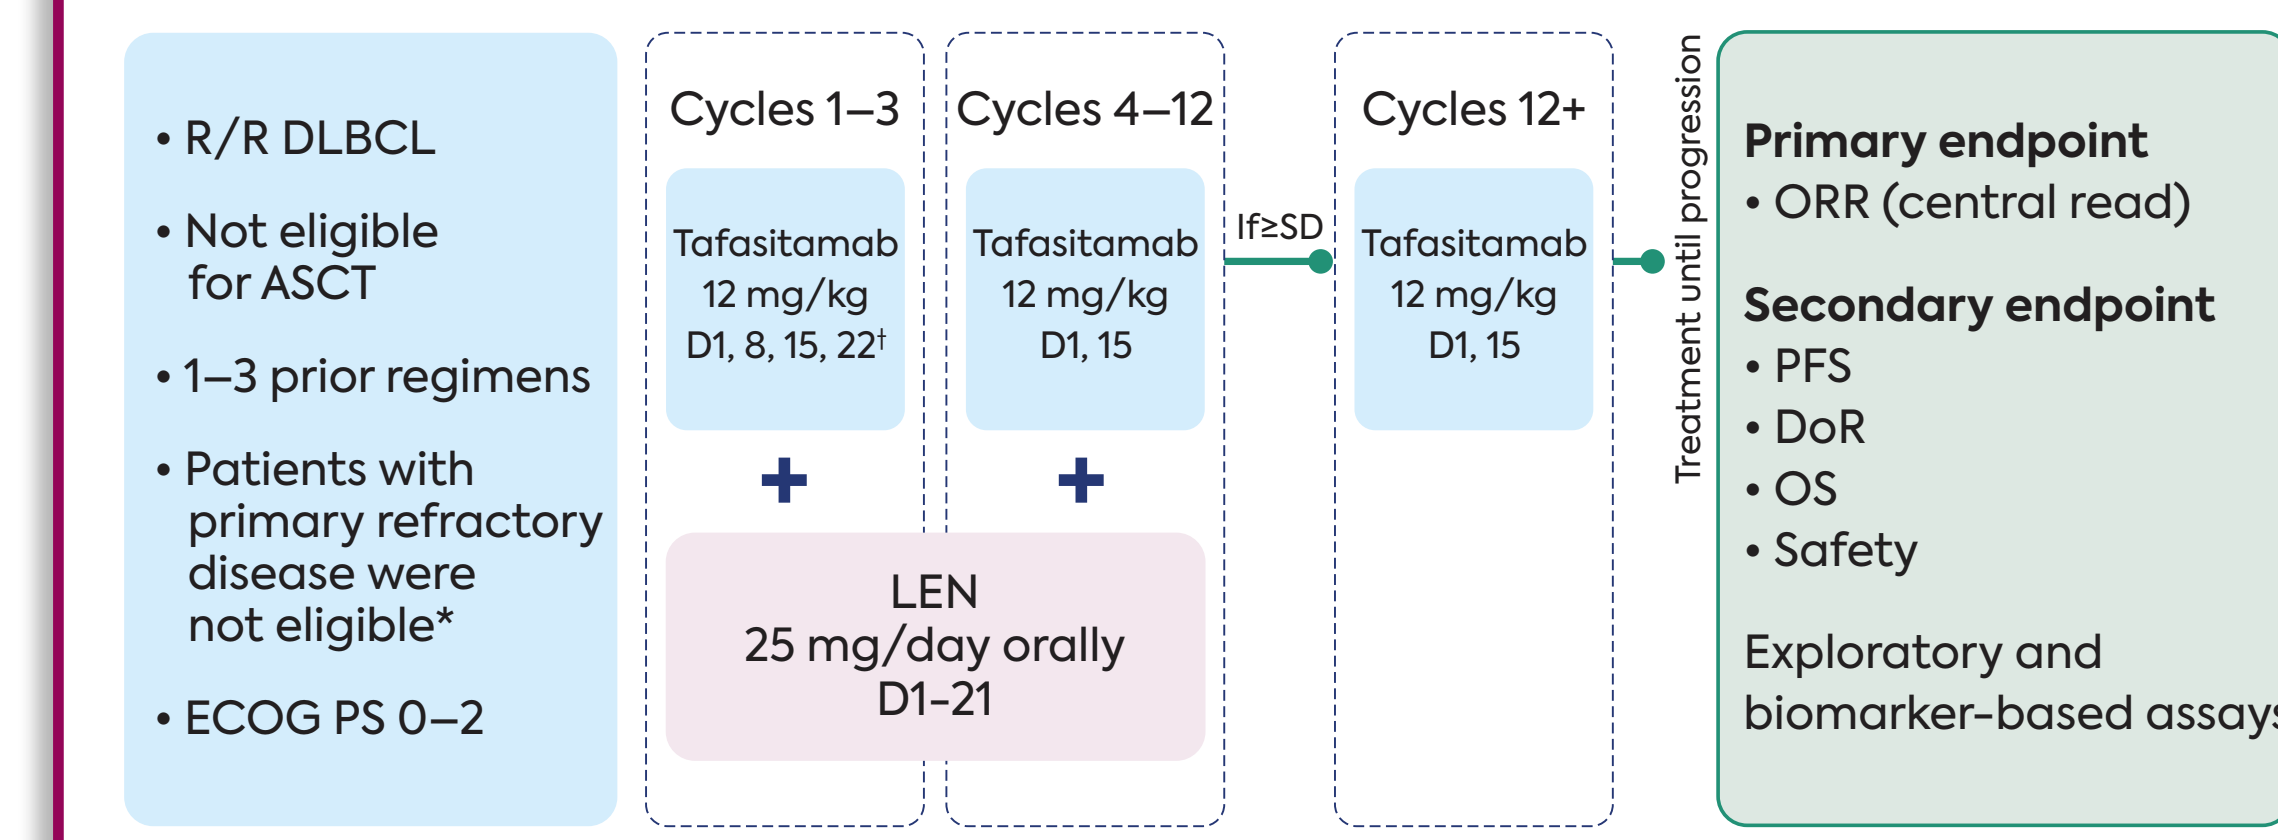 • R/R DLBCL
• Not eligible
for ASCT
• 1–3 prior regimens
• Patients with
primary refractory
disease were
not eligible*
• ECOG PS 0–2
Cycles 1–3
Tafasitamab
12 mg/kg
D1, 8, 15, 22†
+
Cycles 4–12
Tafasitamab
12 mg/kg
D1, 15
+
LEN
25 mg/day orally
D1-21
If≥SD
Cycles 12+
Tafasitamab
12 mg/kg
D1, 15
Treatment until progression
Primary endpoint
• ORR (central read)
Secondary endpoint
• PFS
• DoR
• OS
• Safety
Exploratory and
biomarker-based assays